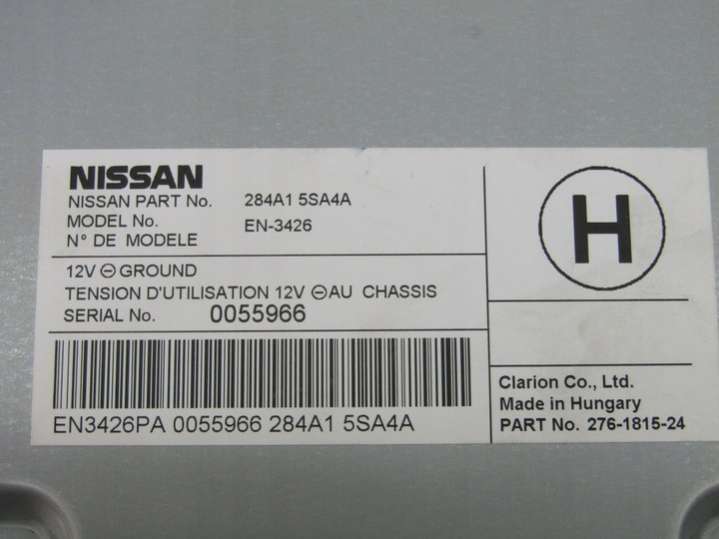 NISSAN
NISSAN PART No. 284A1 5SA4A
MODEL No. EN-3426
N° DE MODELE
12V ⊖ GROUND
TENSION D'UTILISATION 12V ⊖ AU CHASSIS
SERIAL No. 0055966
EN3426PA 0055966 284A1 5SA4A
H
Clarion Co., Ltd.
Made in Hungary
PART No. 276-1815-24